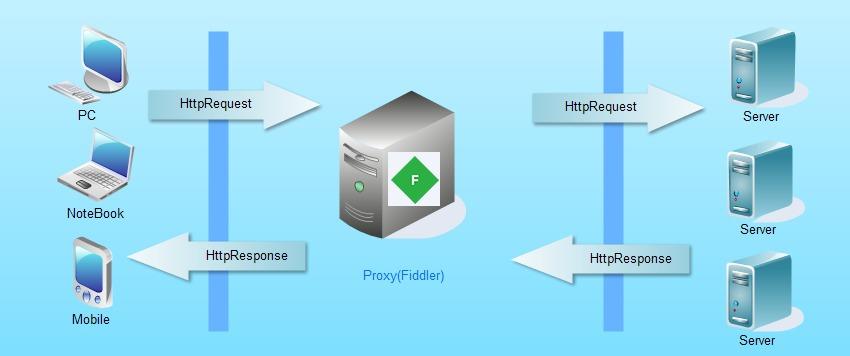 PC
HttpRequest
HttpRequest
Server
F
NoteBook
Server
HttpResponse
HttpResponse
Proxy(Fiddler)
Mobile
Server